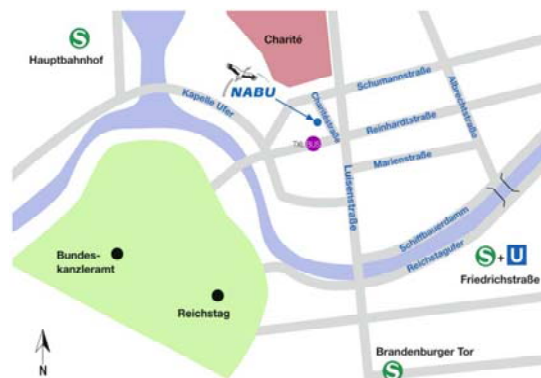 S
Hauptbahnhof
Charité
NABU
Kapelle Ufer
Charitéstraße
Schumannstraße
Albrechtstraße
Reinhardtstraße
TXL BUS
Marienstraße
Luisenstraße
Schiffbauerdamm
Reichstagufer
S + U
Friedrichstraße
Bundes-
kanzleramt
Reichstag
Brandenburger Tor
S
N